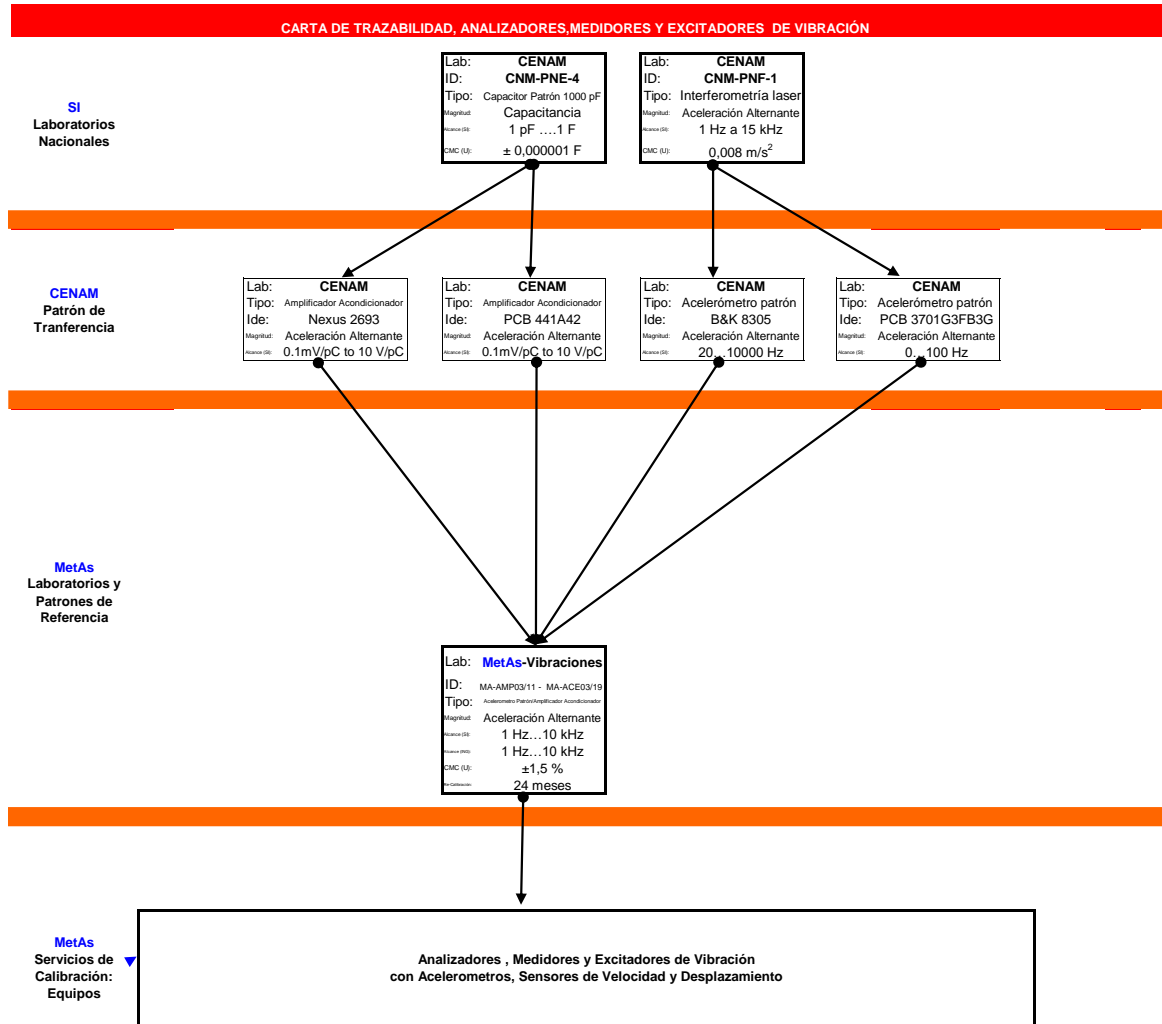 CARTA DE TRAZABILIDAD, ANALIZADORES,MEDIDORES Y EXCITADORES  DE VIBRACIÓN
SI
Laboratorios
Nacionales
Lab: CENAM
ID: CNM-PNE-4
Tipo: Capacitor Patrón 1000 pF
Magnitud: Capacitancia
Alcance (SI): 1 pF ….1 F
CMC (U): ± 0,000001 F
Lab: CENAM
ID: CNM-PNF-1
Tipo: Interferometría laser
Magnitud: Aceleración Alternante
Alcance (SI): 1 Hz a 15 kHz
CMC (U): 0,008 m/s²
CENAM
Patrón de
Tranferencia
Lab: CENAM
Tipo: Amplificador Acondicionador
Ide: Nexus 2693
Magnitud: Aceleración Alternante
Alcance (SI): 0.1mV/pC to 10 V/pC
Lab: CENAM
Tipo: Amplificador Acondicionador
Ide: PCB 441A42
Magnitud: Aceleración Alternante
Alcance (SI): 0.1mV/pC to 10 V/pC
Lab: CENAM
Tipo: Acelerómetro patrón
Ide: B&K 8305
Magnitud: Aceleración Alternante
Alcance (SI): 20…10000 Hz
Lab: CENAM
Tipo: Acelerómetro patrón
Ide: PCB 3701G3FB3G
Magnitud: Aceleración Alternante
Alcance (SI): 0…100 Hz
MetAs
Laboratorios y
Patrones de
Referencia
Lab: MetAs-Vibraciones
ID: MA-AMP03/11 - MA-ACE03/19
Tipo: Acelerometro Patrón/Amplificador Acondicionador
Magnitud: Aceleración Alternante
Alcance (SI): 1 Hz…10 kHz
Alcance (ING): 1 Hz…10 kHz
CMC (U): ±1,5 %
Re-Calibración: 24 meses
MetAs
Servicios de
Calibración:
Equipos
Analizadores , Medidores y Excitadores de Vibración
con Acelerometros, Sensores de Velocidad y Desplazamiento